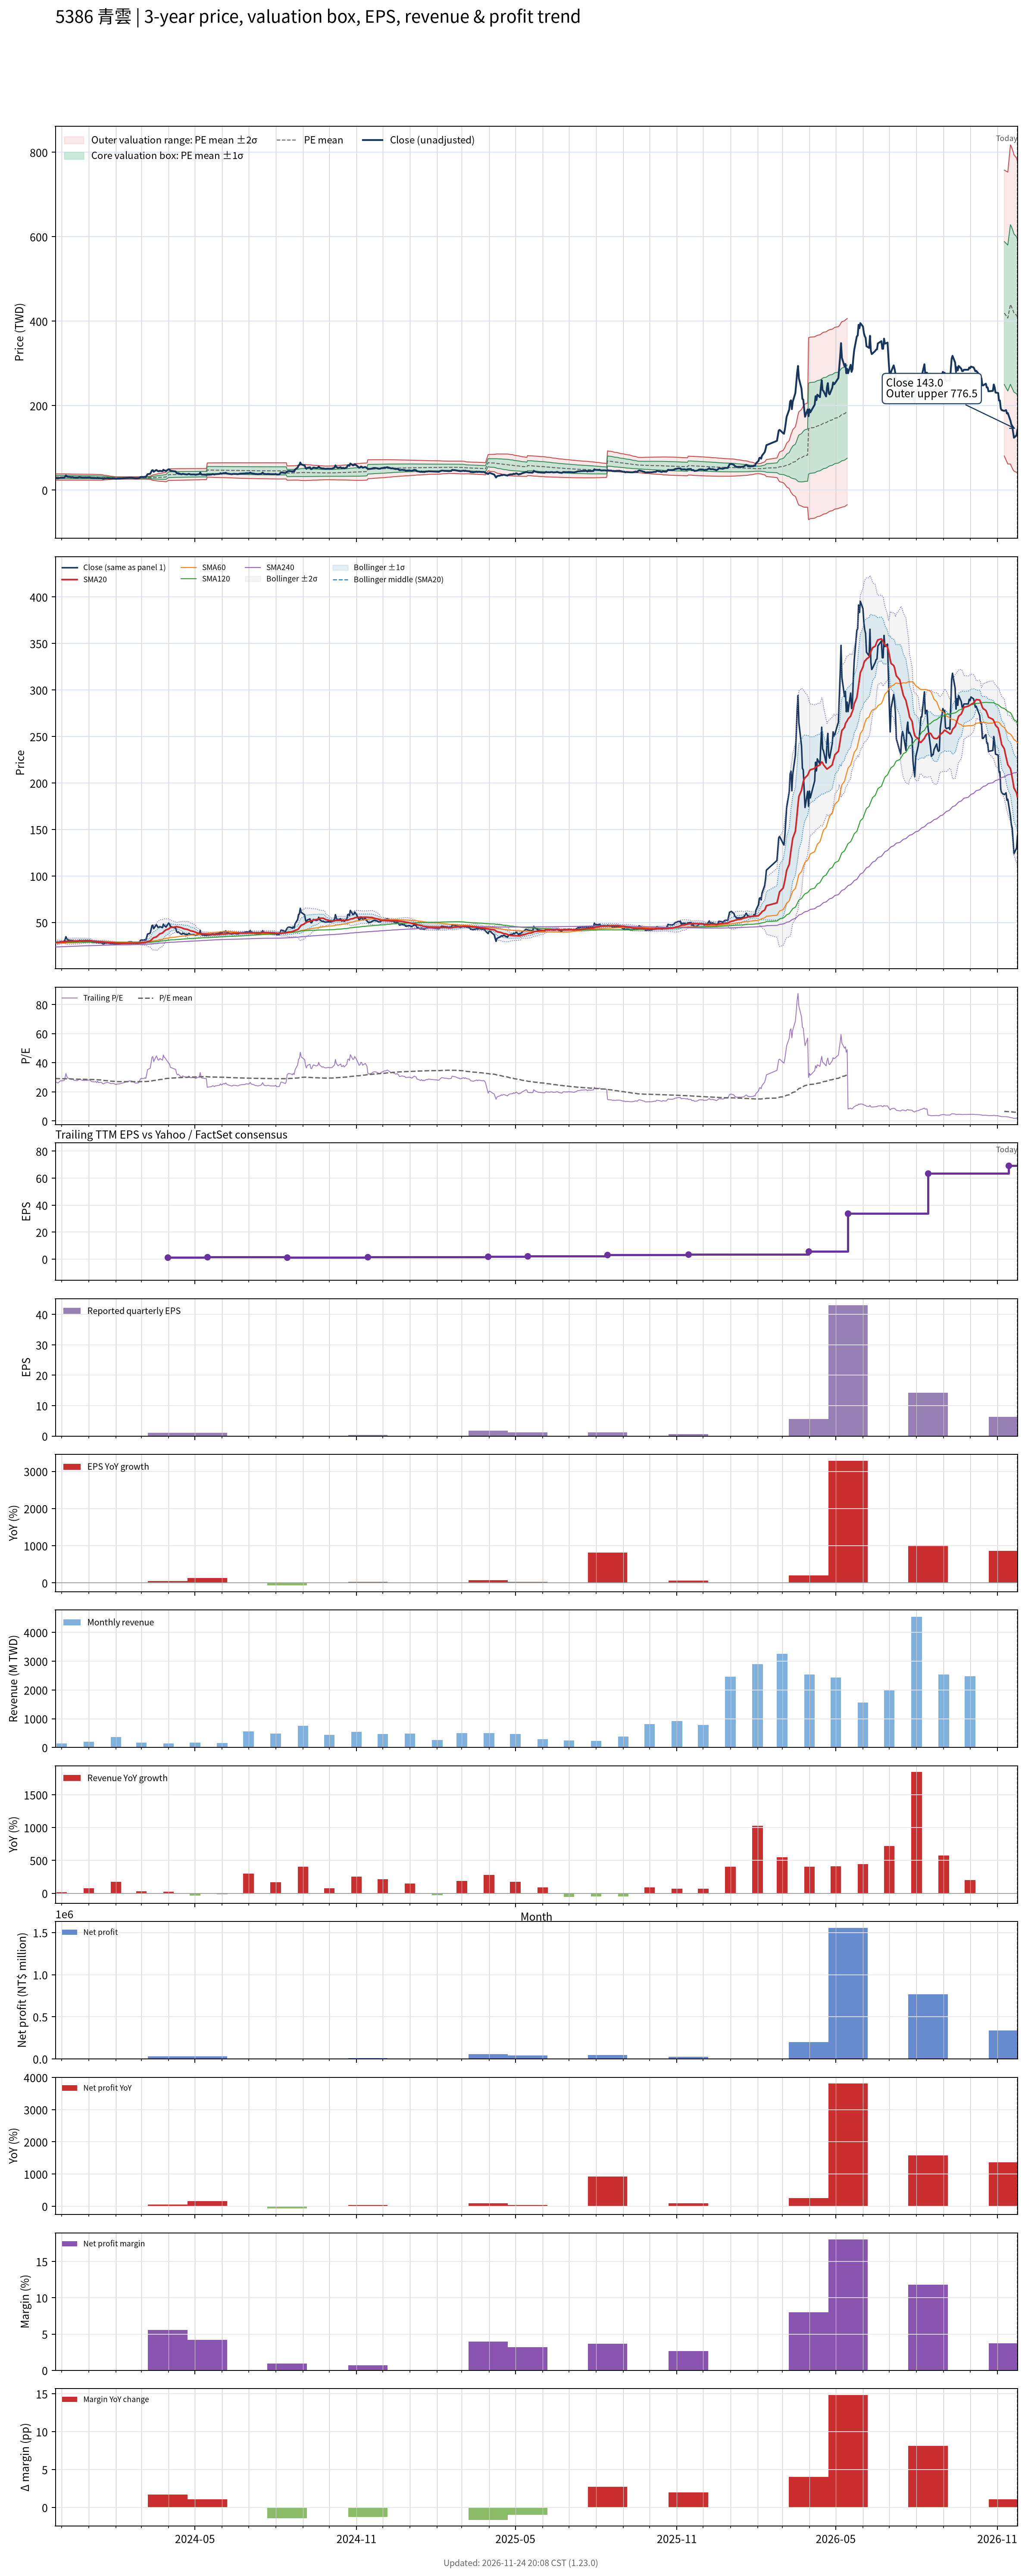 5386 青雲 | 3-year price, valuation box, EPS, revenue & profit trend
Outer valuation range: PE mean ±2σ
PE mean
Close (unadjusted)
Core valuation box: PE mean ±1σ
Today
800
600
400
200
0
Price (TWD)
Close 143.0
Outer upper 776.5
Close (same as panel 1)
SMA20
SMA60
SMA120
SMA240
Bollinger ±2σ
Bollinger ±1σ
Bollinger middle (SMA20)
400
350
300
250
200
150
100
50
Price
Trailing P/E
P/E mean
80
60
40
20
0
P/E
Trailing TTM EPS vs Yahoo / FactSet consensus
Today
80
60
40
20
0
EPS
Reported quarterly EPS
40
30
20
10
0
EPS
EPS YoY growth
3000
2000
1000
0
YoY (%)
Monthly revenue
4000
3000
2000
1000
0
Revenue (M TWD)
Revenue YoY growth
1500
1000
500
0
YoY (%)
Month
1e6
Net profit
1.5
1.0
0.5
0.0
Net profit (NT$ million)
Net profit YoY
4000
3000
2000
1000
0
YoY (%)
Net profit margin
15
10
5
0
Margin (%)
Margin YoY change
15
10
5
0
Δ margin (pp)
2024-05
2024-11
2025-05
2025-11
2026-05
2026-11
Updated: 2026-11-24 20:08 CST (1.23.0)